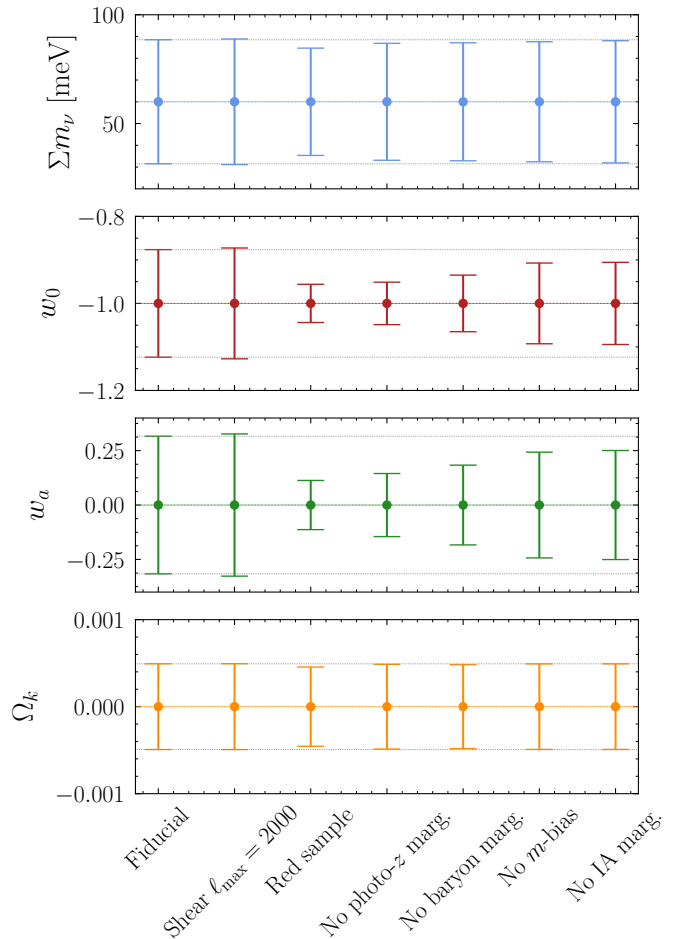 100
50
Σm_ν [meV]
−0.8
−1.0
−1.2
w_0
0.25
0.00
−0.25
w_a
0.001
0.000
−0.001
Ω_k
Fiducial
Shear ℓ_max = 2000
Red sample
No photo-z marg.
No baryon marg.
No m-bias
No IA marg.